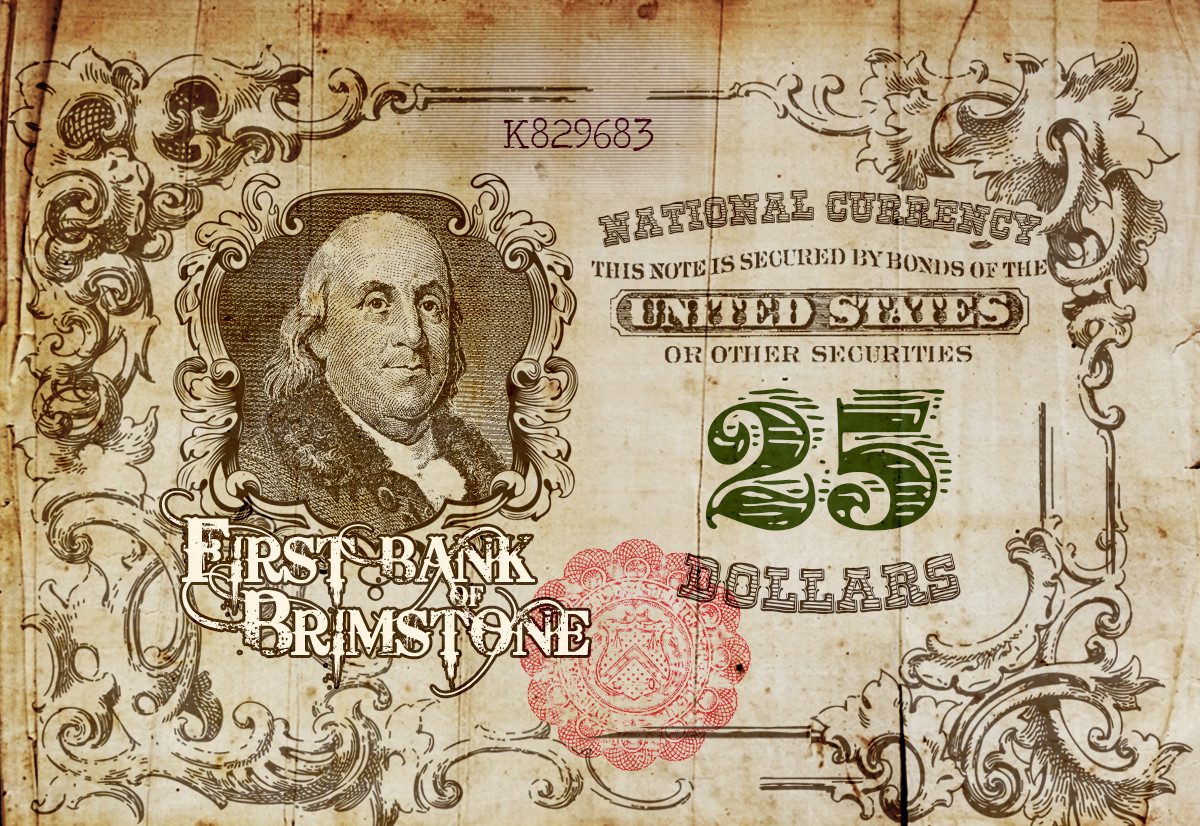 K829683
NATIONAL CURRENCY
THIS NOTE IS SECURED BY BONDS OF THE
UNITED STATES
OR OTHER SECURITIES
25
DOLLARS
FIRST BANK
OF
BRIMSTONE